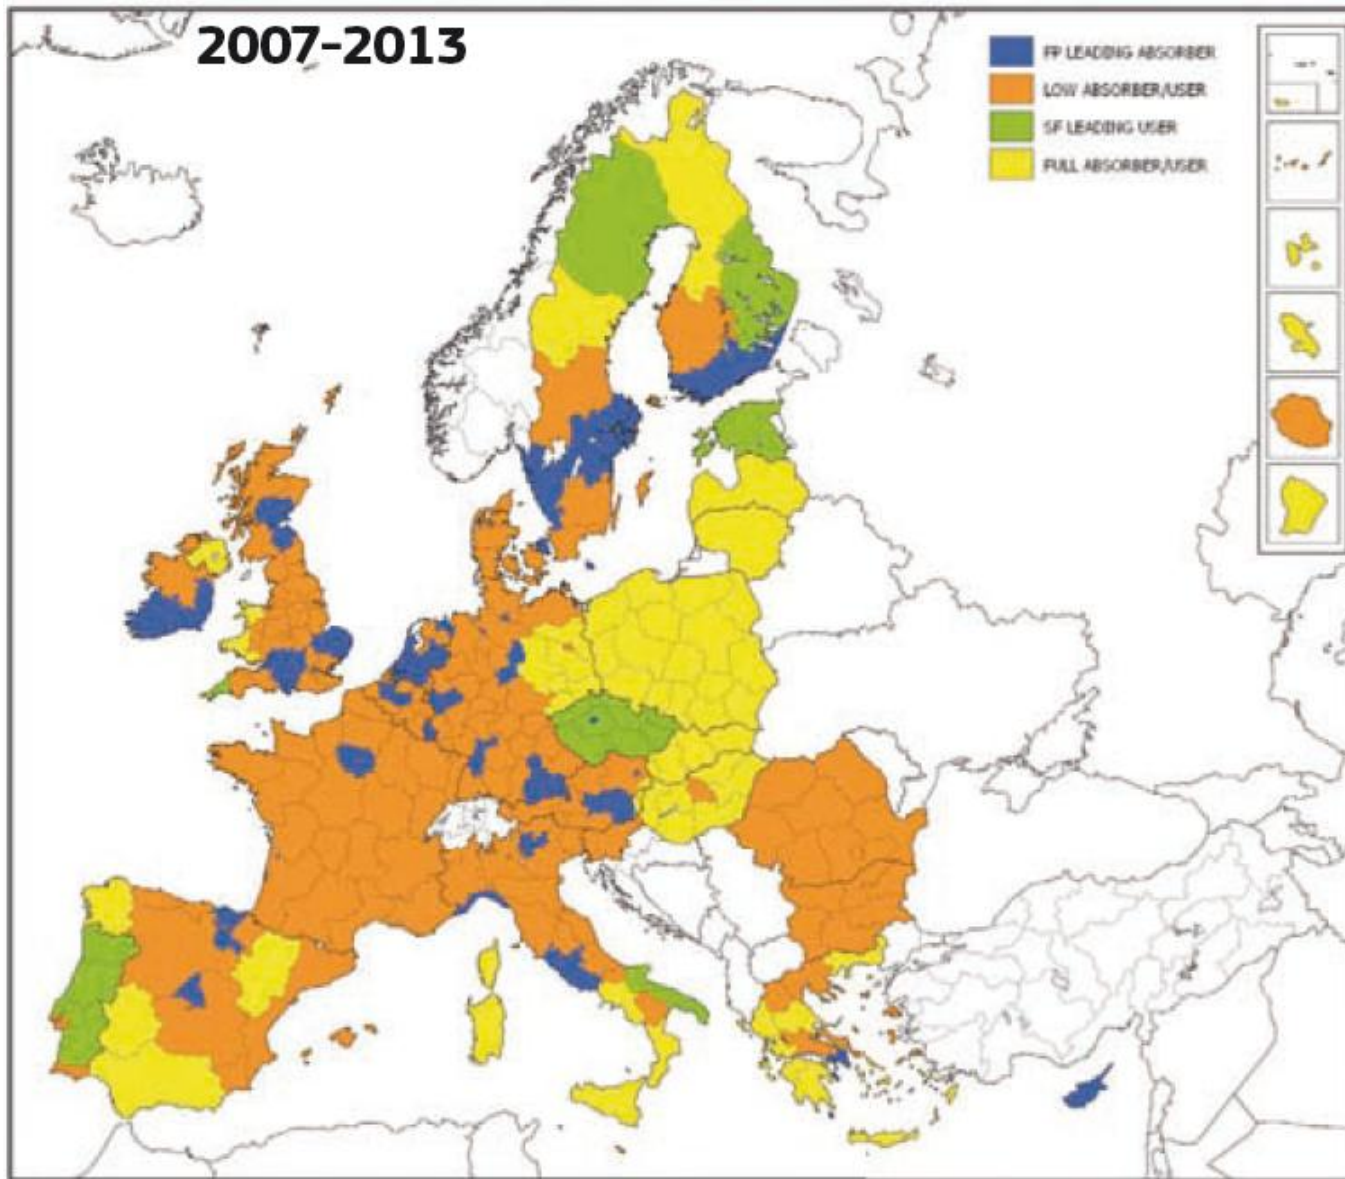 2007-2013
FP LEADING ABSORBER
LOW ABSORBER/USER
SF LEADING USER
FULL ABSORBER/USER